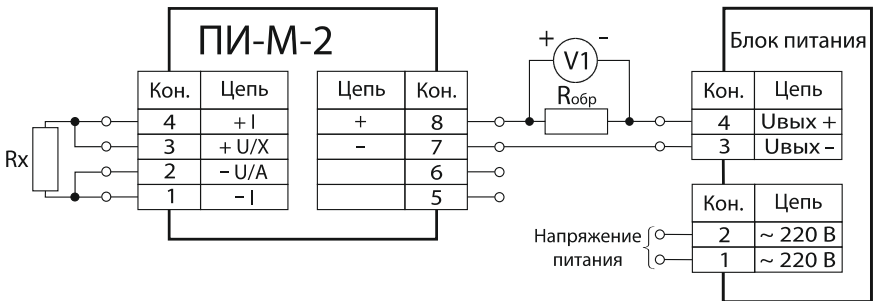 ПИ-М-2
Кон. Цепь
4 + I
3 + U/X
2 – U/A
1 – I
Rx
Цепь Кон.
+ 8
– 7
6
5
+ –
V1
Rобр
Блок питания
Кон. Цепь
4 Uвых +
3 Uвых –
Кон. Цепь
2 ~ 220 В
1 ~ 220 В
Напряжение
питания